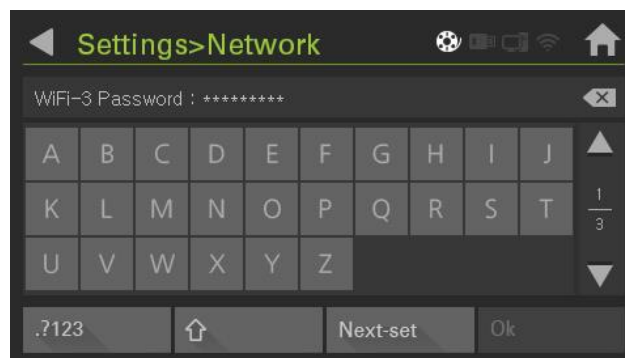 Settings>Network
WiFi-3 Password : *********
A B C D E F G H I J
K L M N O P Q R S T
U V W X Y Z
1
3
.?123 Next-set Ok